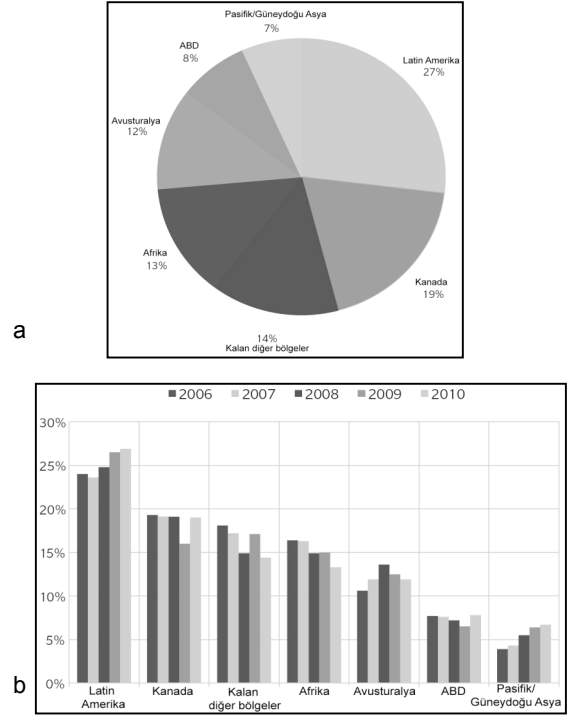 Pasifik/Güneydoğu Asya
7%
ABD
8%
Latin Amerika
27%
Avusturalya
12%
Afrika
13%
Kanada
19%
14%
Kalan diğer bölgeler
a
2006 2007 2008 2009 2010
30%
25%
20%
15%
10%
5%
0%
b
Latin
Amerika
Kanada
Kalan
diğer bölgeler
Afrika
Avusturalya
ABD
Pasifik/
Güneydoğu Asya